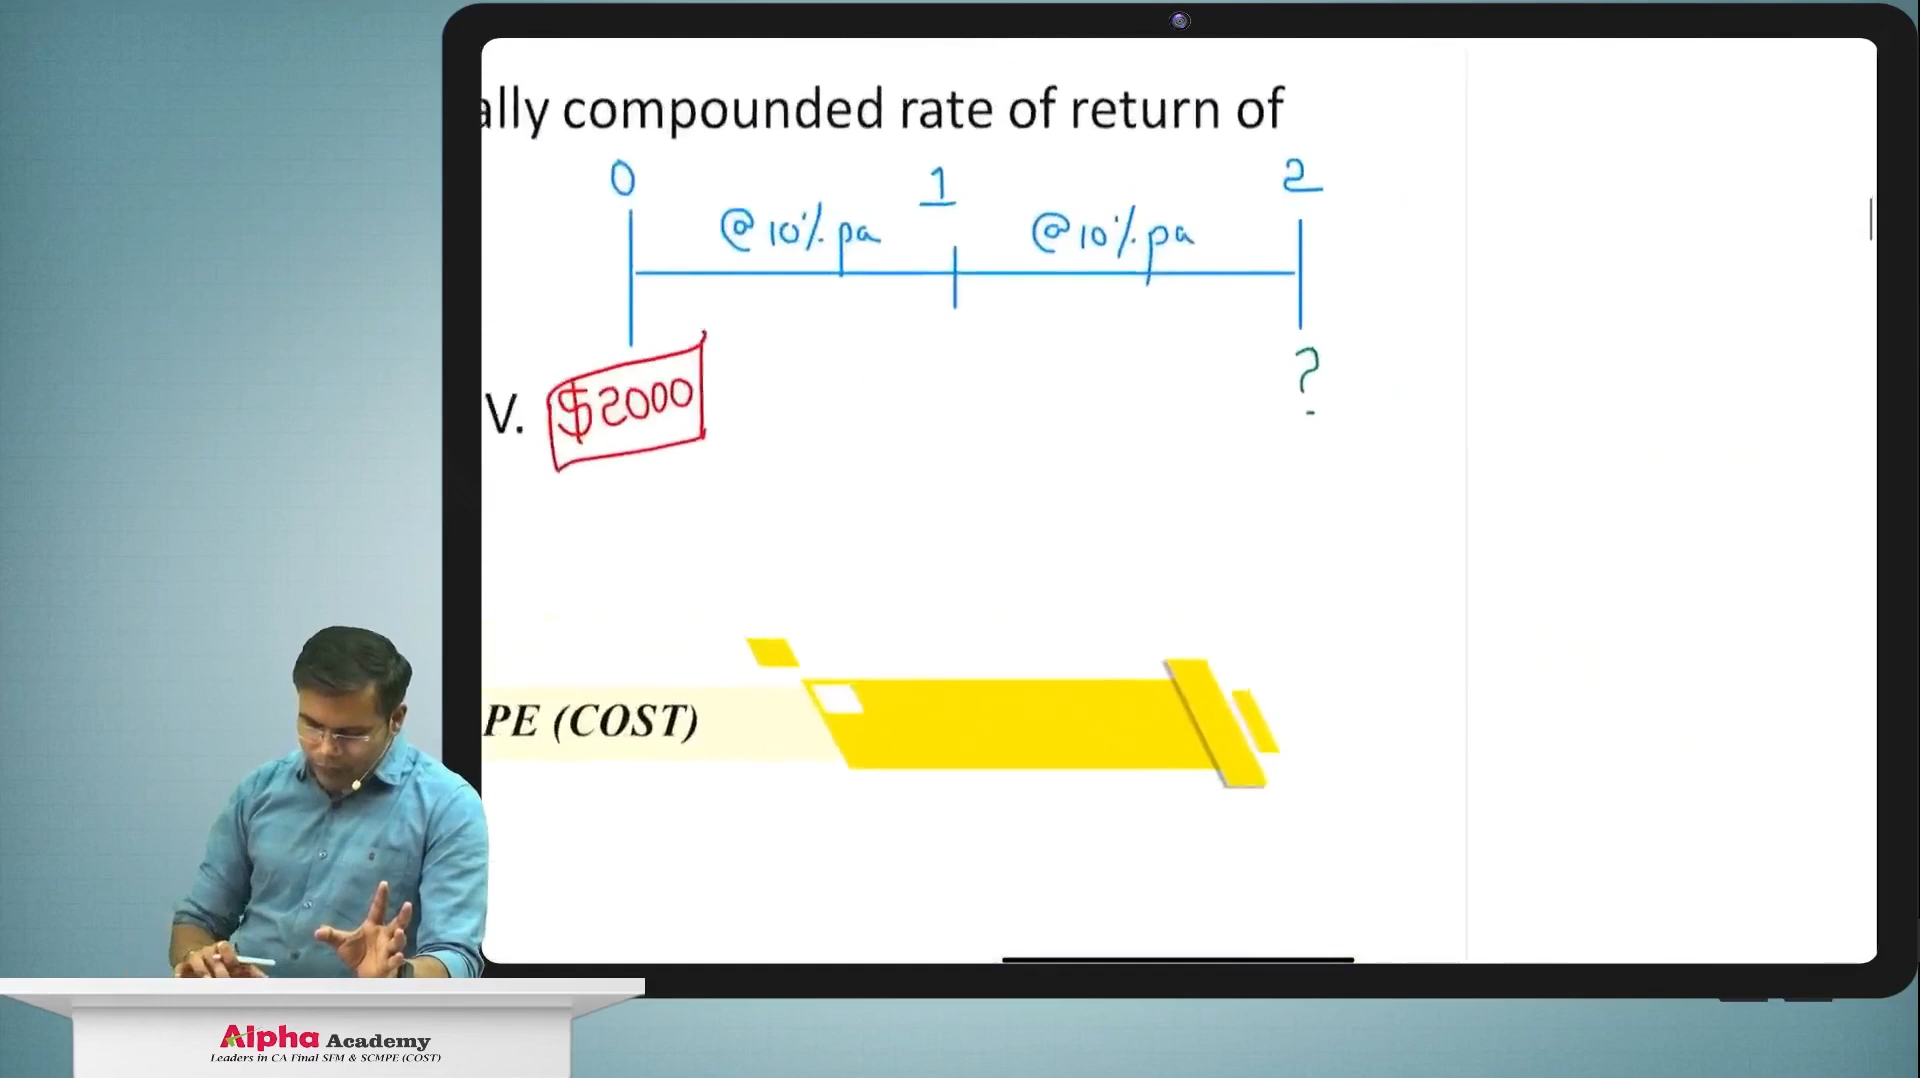 ally compounded rate of return of
0 1 2
@ 10% pa @ 10% pa
V. $2000 ?
PE (COST)
Alpha Academy
Leaders in CA Final SFM & SCMPE (COST)